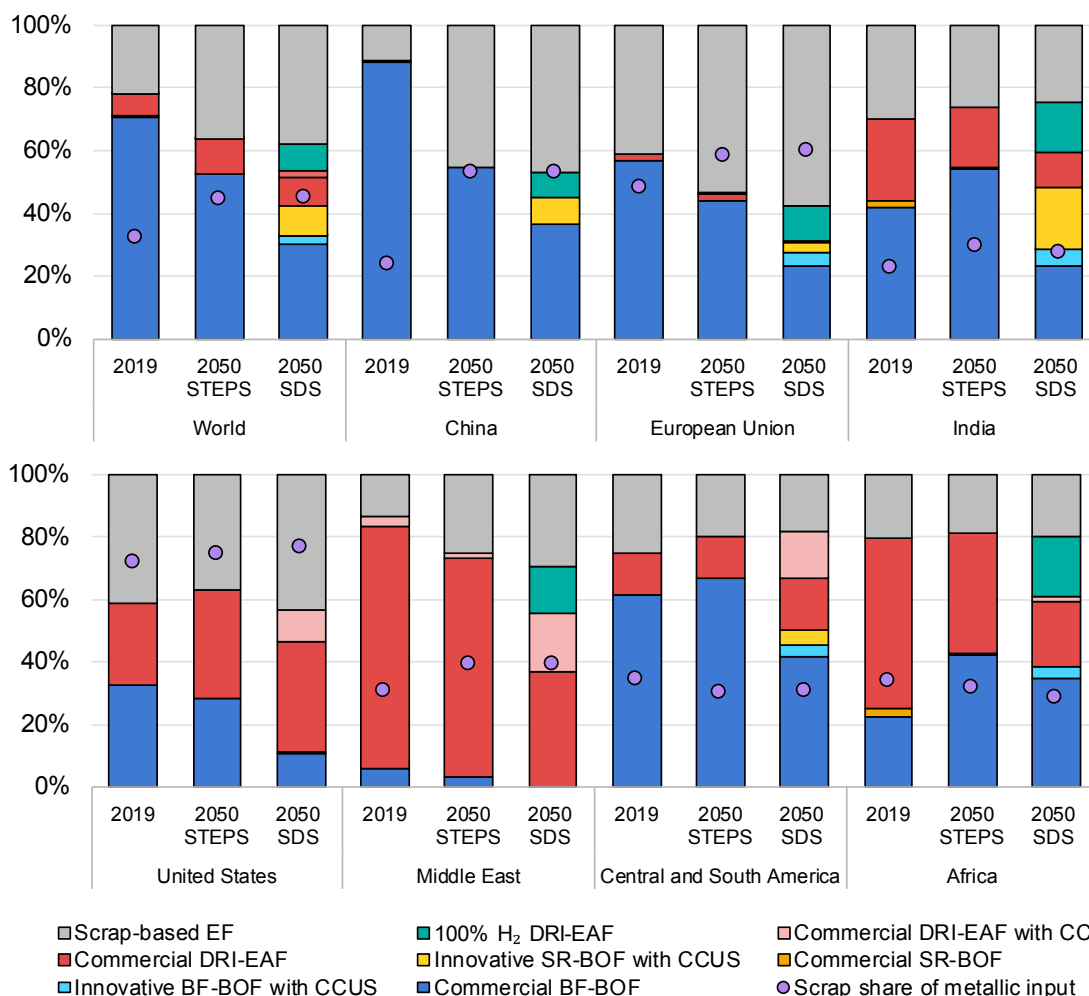 100%
80%
60%
40%
20%
0%
2019 2050 STEPS 2050 SDS 2019 2050 STEPS 2050 SDS 2019 2050 STEPS 2050 SDS 2019 2050 STEPS 2050 SDS
World China European Union India
100%
80%
60%
40%
20%
0%
2019 2050 STEPS 2050 SDS 2019 2050 STEPS 2050 SDS 2019 2050 STEPS 2050 SDS 2019 2050 STEPS 2050 SDS
United States Middle East Central and South America Africa
Scrap-based EF 100% H₂ DRI-EAF Commercial DRI-EAF with CC
Commercial DRI-EAF Innovative SR-BOF with CCUS Commercial SR-BOF
Innovative BF-BOF with CCUS Commercial BF-BOF Scrap share of metallic input